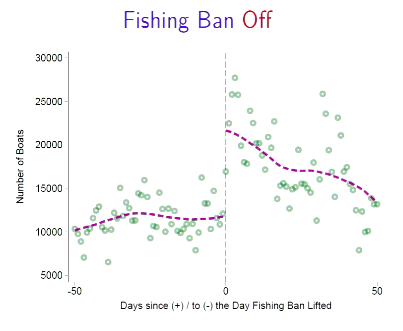 Fishing Ban Off
30000
25000
20000
15000
10000
5000
Number of Boats
-50 0 50
Days since (+) / to (-) the Day Fishing Ban Lifted